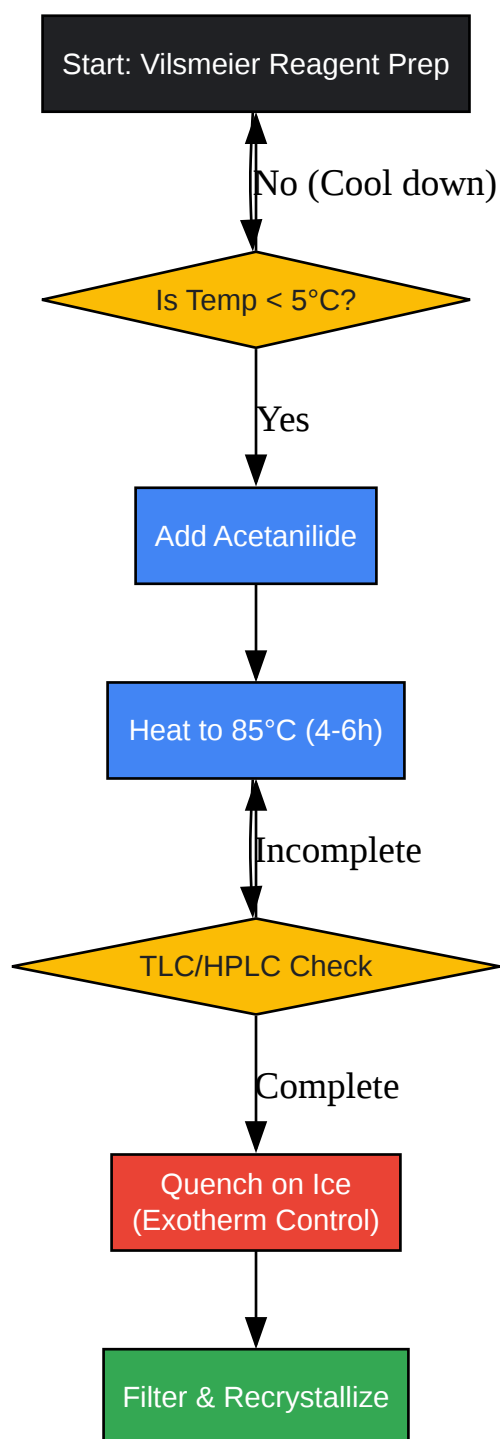 Start: Vilsmeier Reagent Prep
No (Cool down)
Is Temp < 5°C?
Yes
Add Acetanilide
Heat to 85°C (4-6h)
Incomplete
TLC/HPLC Check
Complete
Quench on Ice
(Exotherm Control)
Filter & Recrystallize